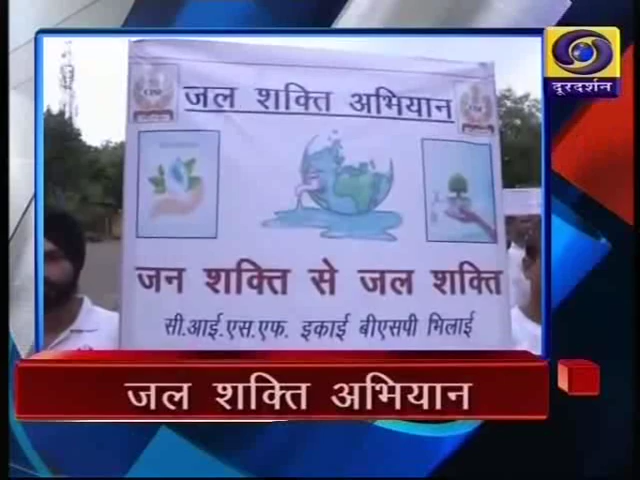 दूरदर्शन
जल शक्ति अभियान
जन शक्ति से जल शक्ति
सी.आई.एस.एफ. इकाई बीएसपी भिलाई
जल शक्ति अभियान